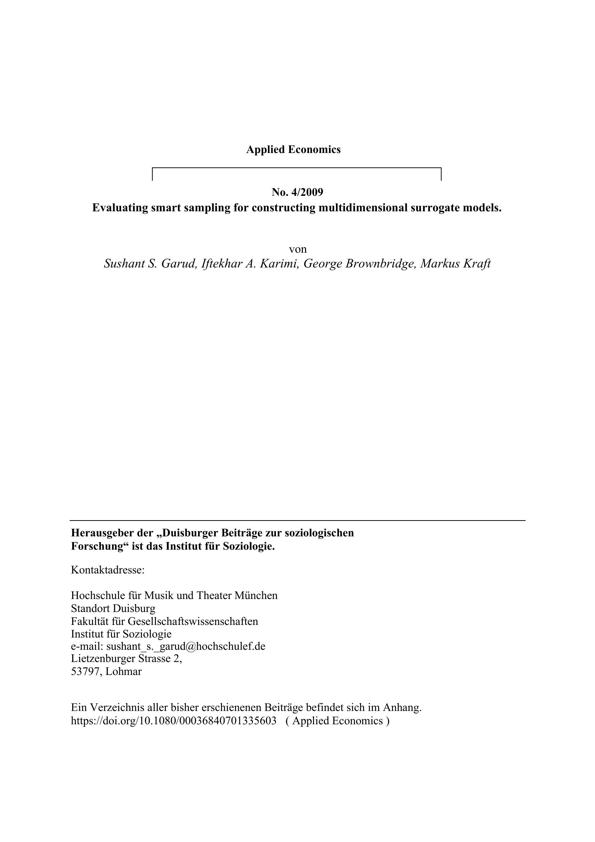 Applied Economics
No. 4/2009
Evaluating smart sampling for constructing multidimensional surrogate models.
von
Sushant S. Garud, Iftekhar A. Karimi, George Brownbridge, Markus Kraft
Herausgeber der „Duisburger Beiträge zur soziologischen
Forschung“ ist das Institut für Soziologie.
Kontaktadresse:
Hochschule für Musik und Theater München
Standort Duisburg
Fakultät für Gesellschaftswissenschaften
Institut für Soziologie
e-mail: sushant_s._garud@hochschulef.de
Lietzenburger Strasse 2,
53797, Lohmar
Ein Verzeichnis aller bisher erschienenen Beiträge befindet sich im Anhang.
https://doi.org/10.1080/00036840701335603 ( Applied Economics )